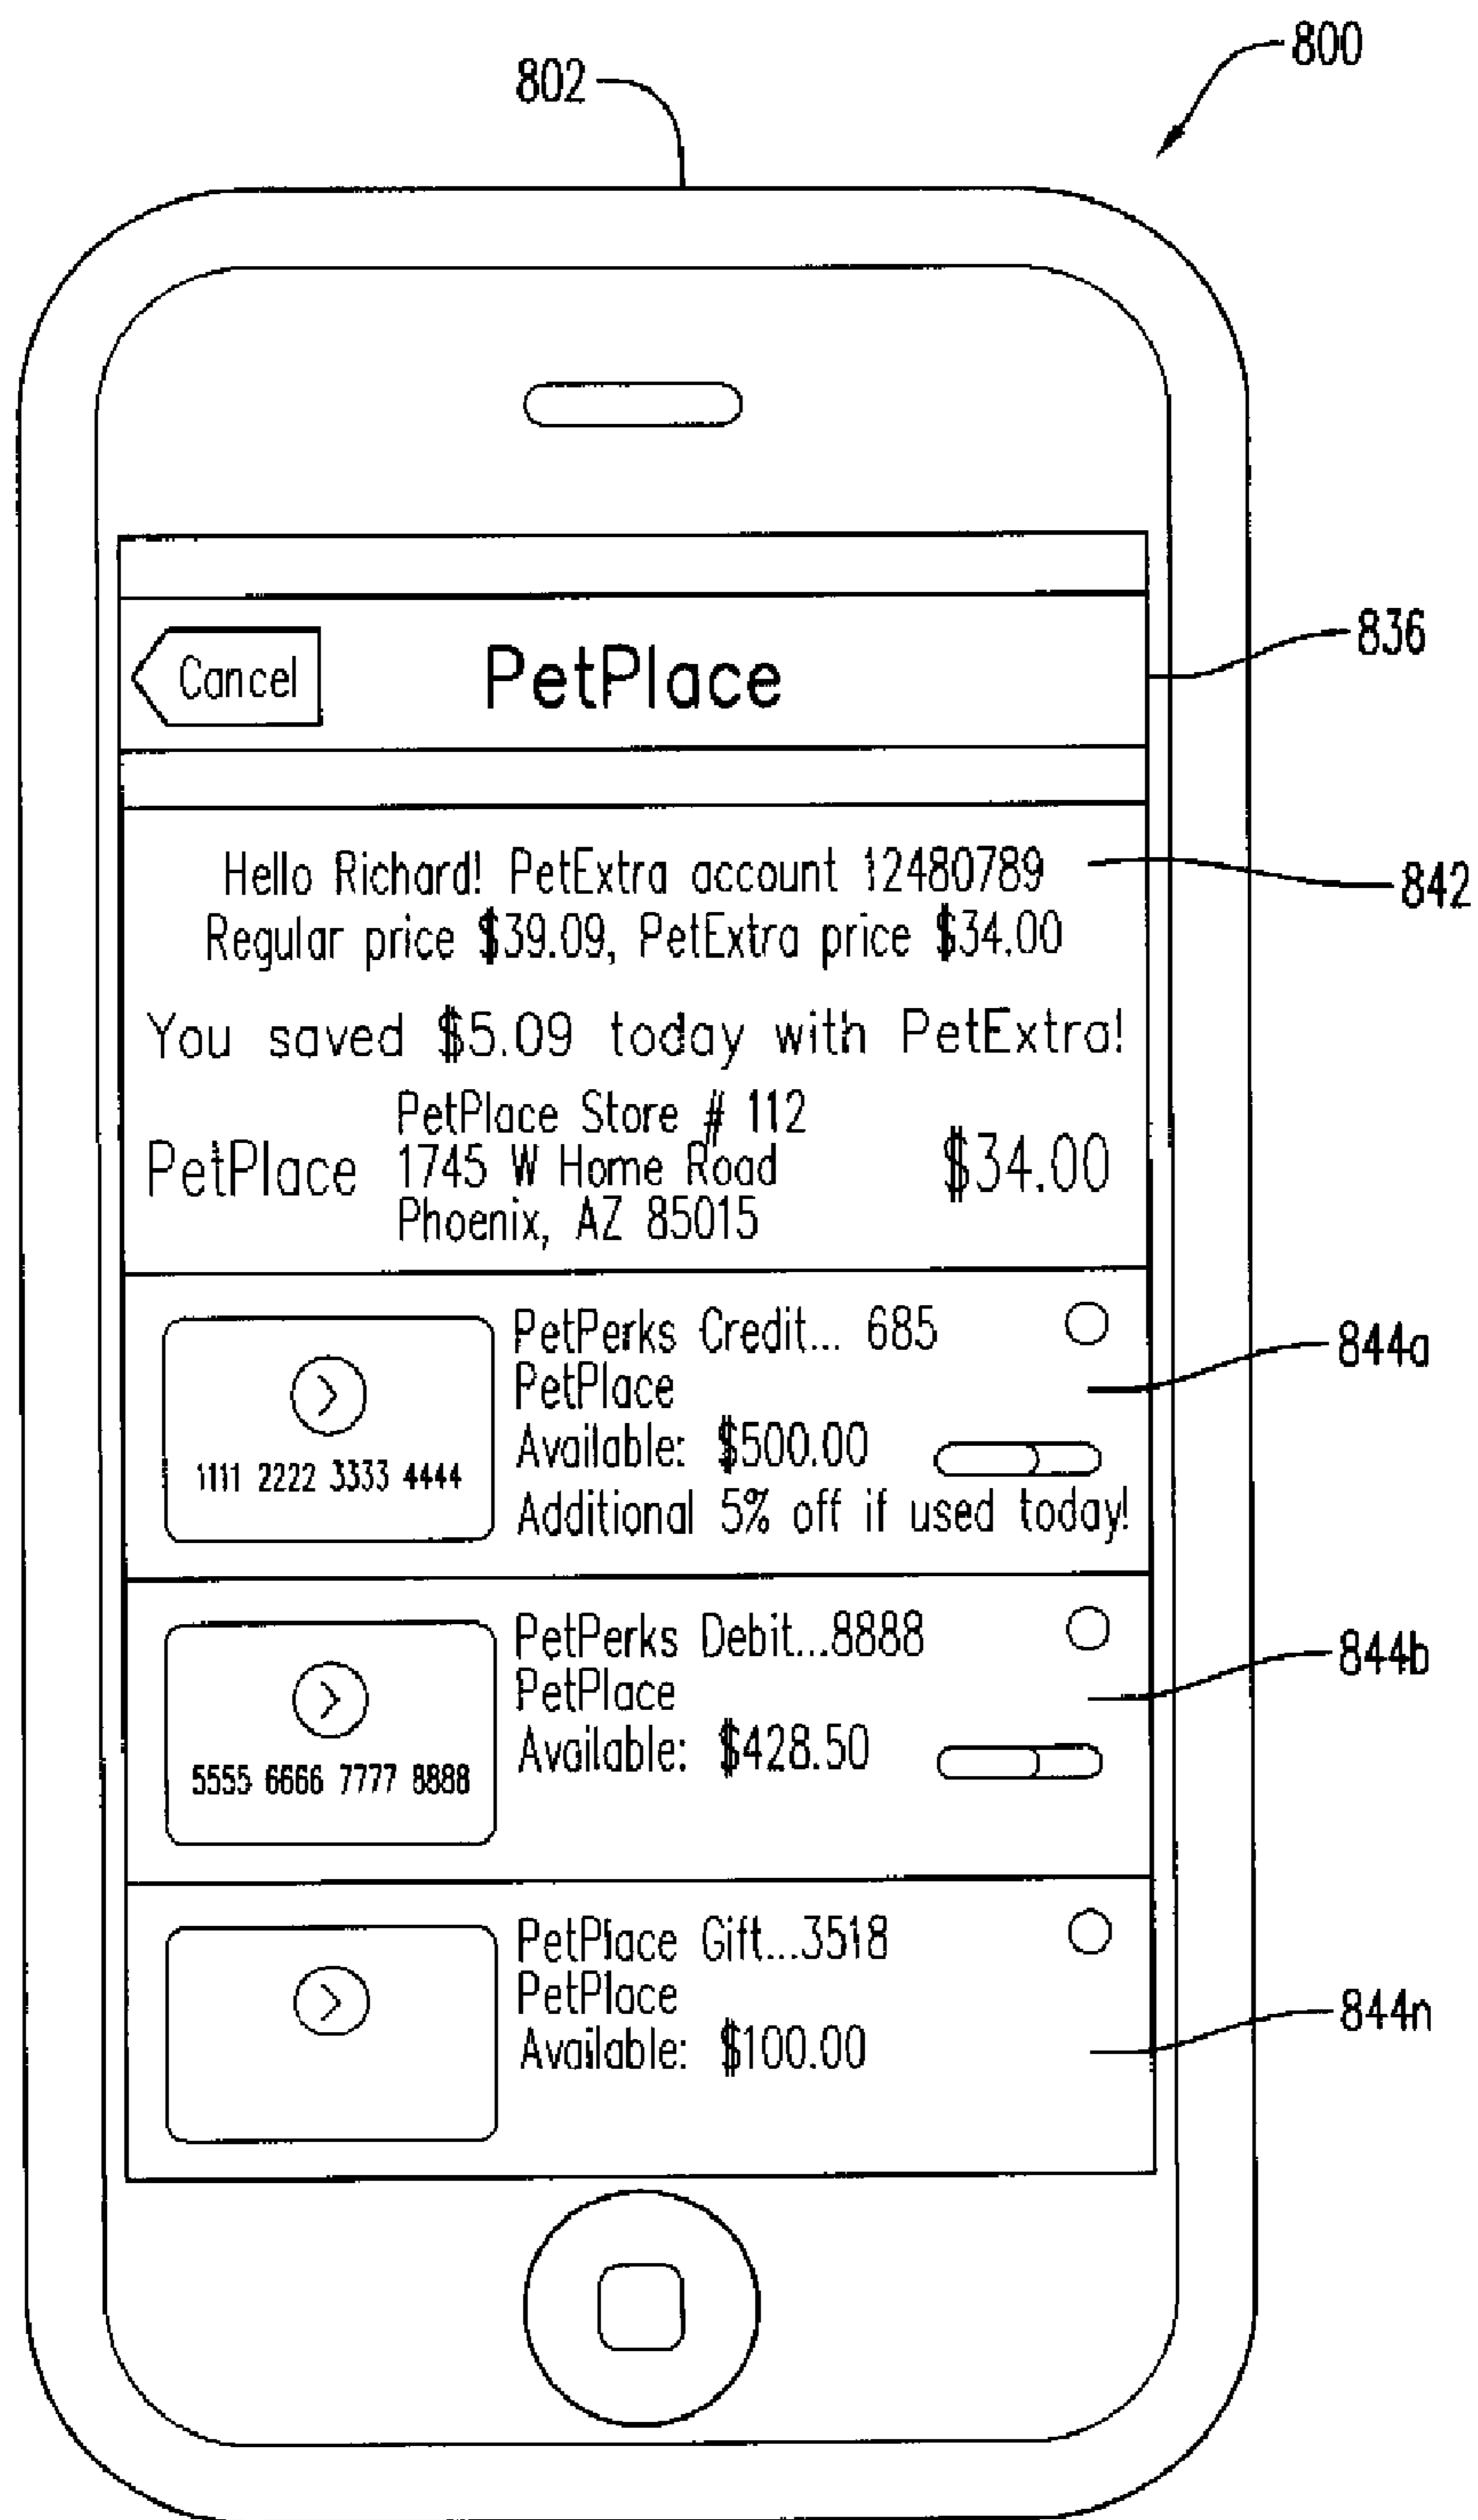 800
802
836
Cancel
PetPlace
Hello Richard! PetExtra account 12480789
842
Regular price $39.09, PetExtra price $34.00
You saved $5.09 today with PetExtra!
PetPlace Store # 112
PetPlace 1745 W Home Road $34.00
Phoenix, AZ 85015
PetPerks Credit... 685
844a
PetPlace
Available: $500.00
1111 2222 3333 4444
Additional 5% off if used today!
PetPerks Debit...8888
844b
PetPlace
Available: $428.50
5555 6666 7777 8888
PetPlace Gift...3518
PetPlace
844n
Available: $100.00